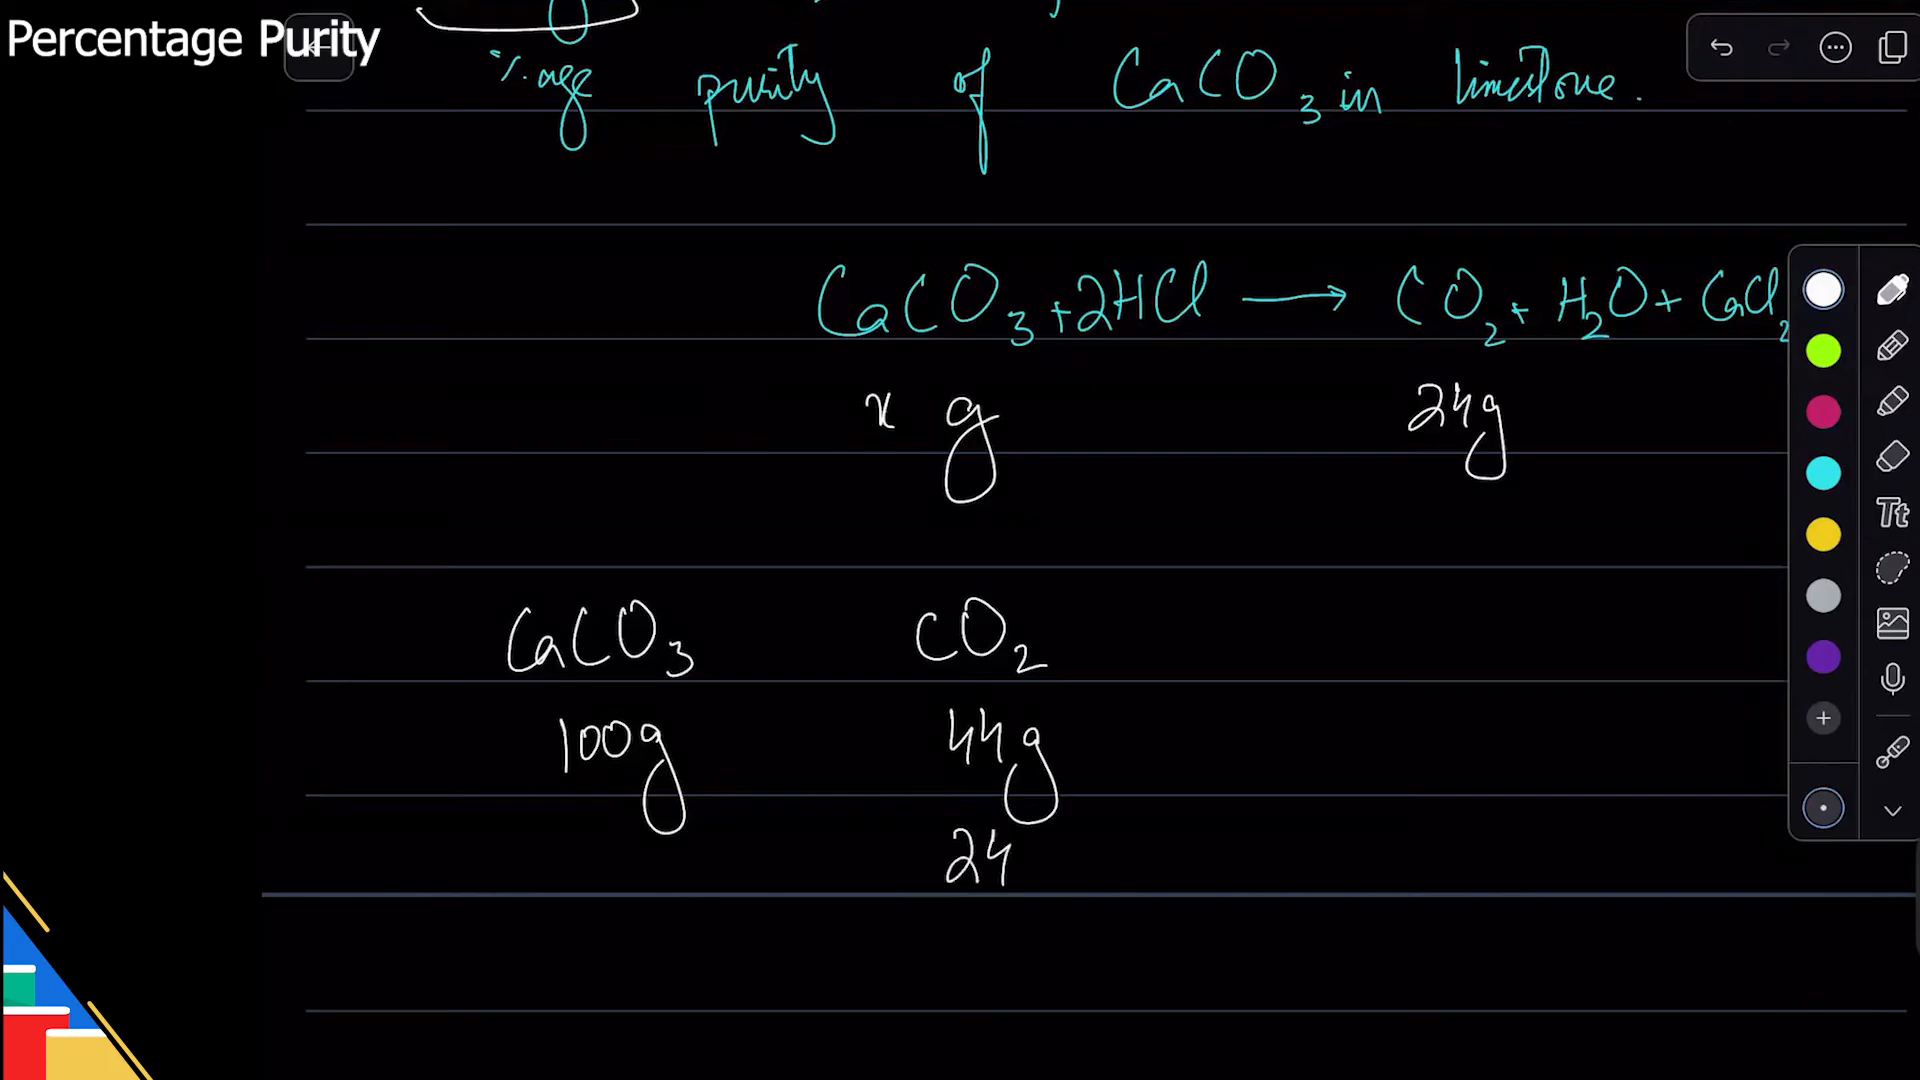 Percentage Purity
%age purity of CaCO3 in limestone.
CaCO3 + 2HCl → CO2 + H2O + CaCl2
x g 24g
CaCO3 CO2
100g 44g
24
Tt